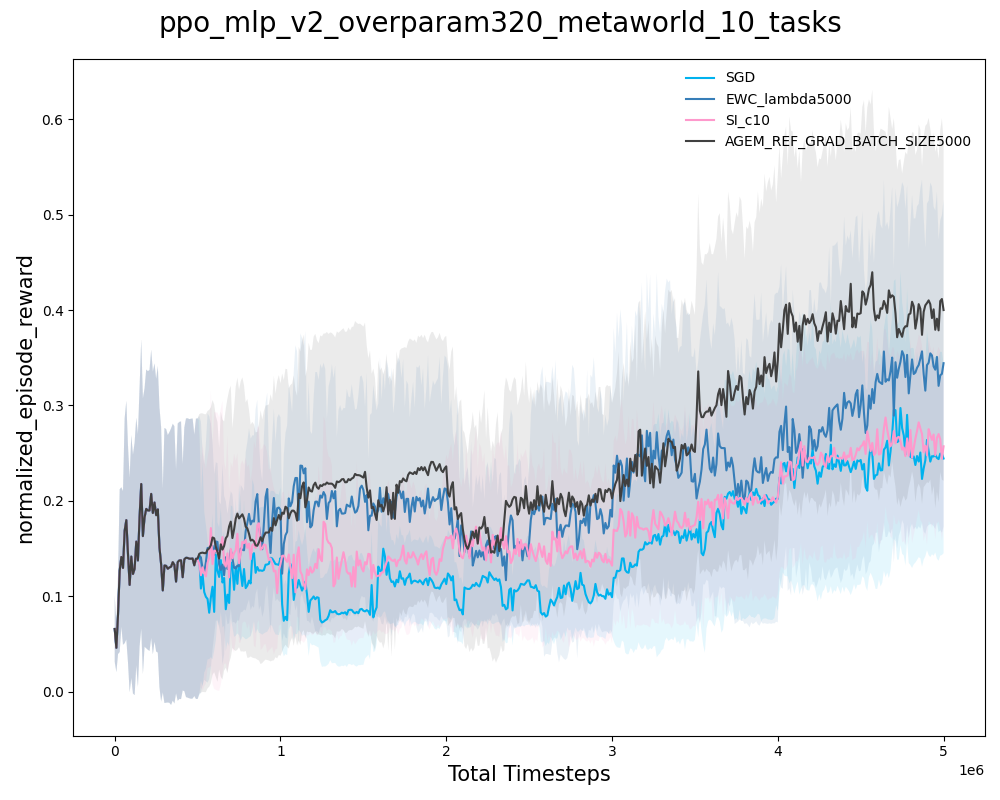 ppo_mlp_v2_overparam320_metaworld_10_tasks
SGD
EWC_lambda5000
SI_c10
AGEM_REF_GRAD_BATCH_SIZE5000
normalized_episode_reward
0.6
0.5
0.4
0.3
0.2
0.1
0.0
0
1
2
3
4
5
1e6
Total Timesteps